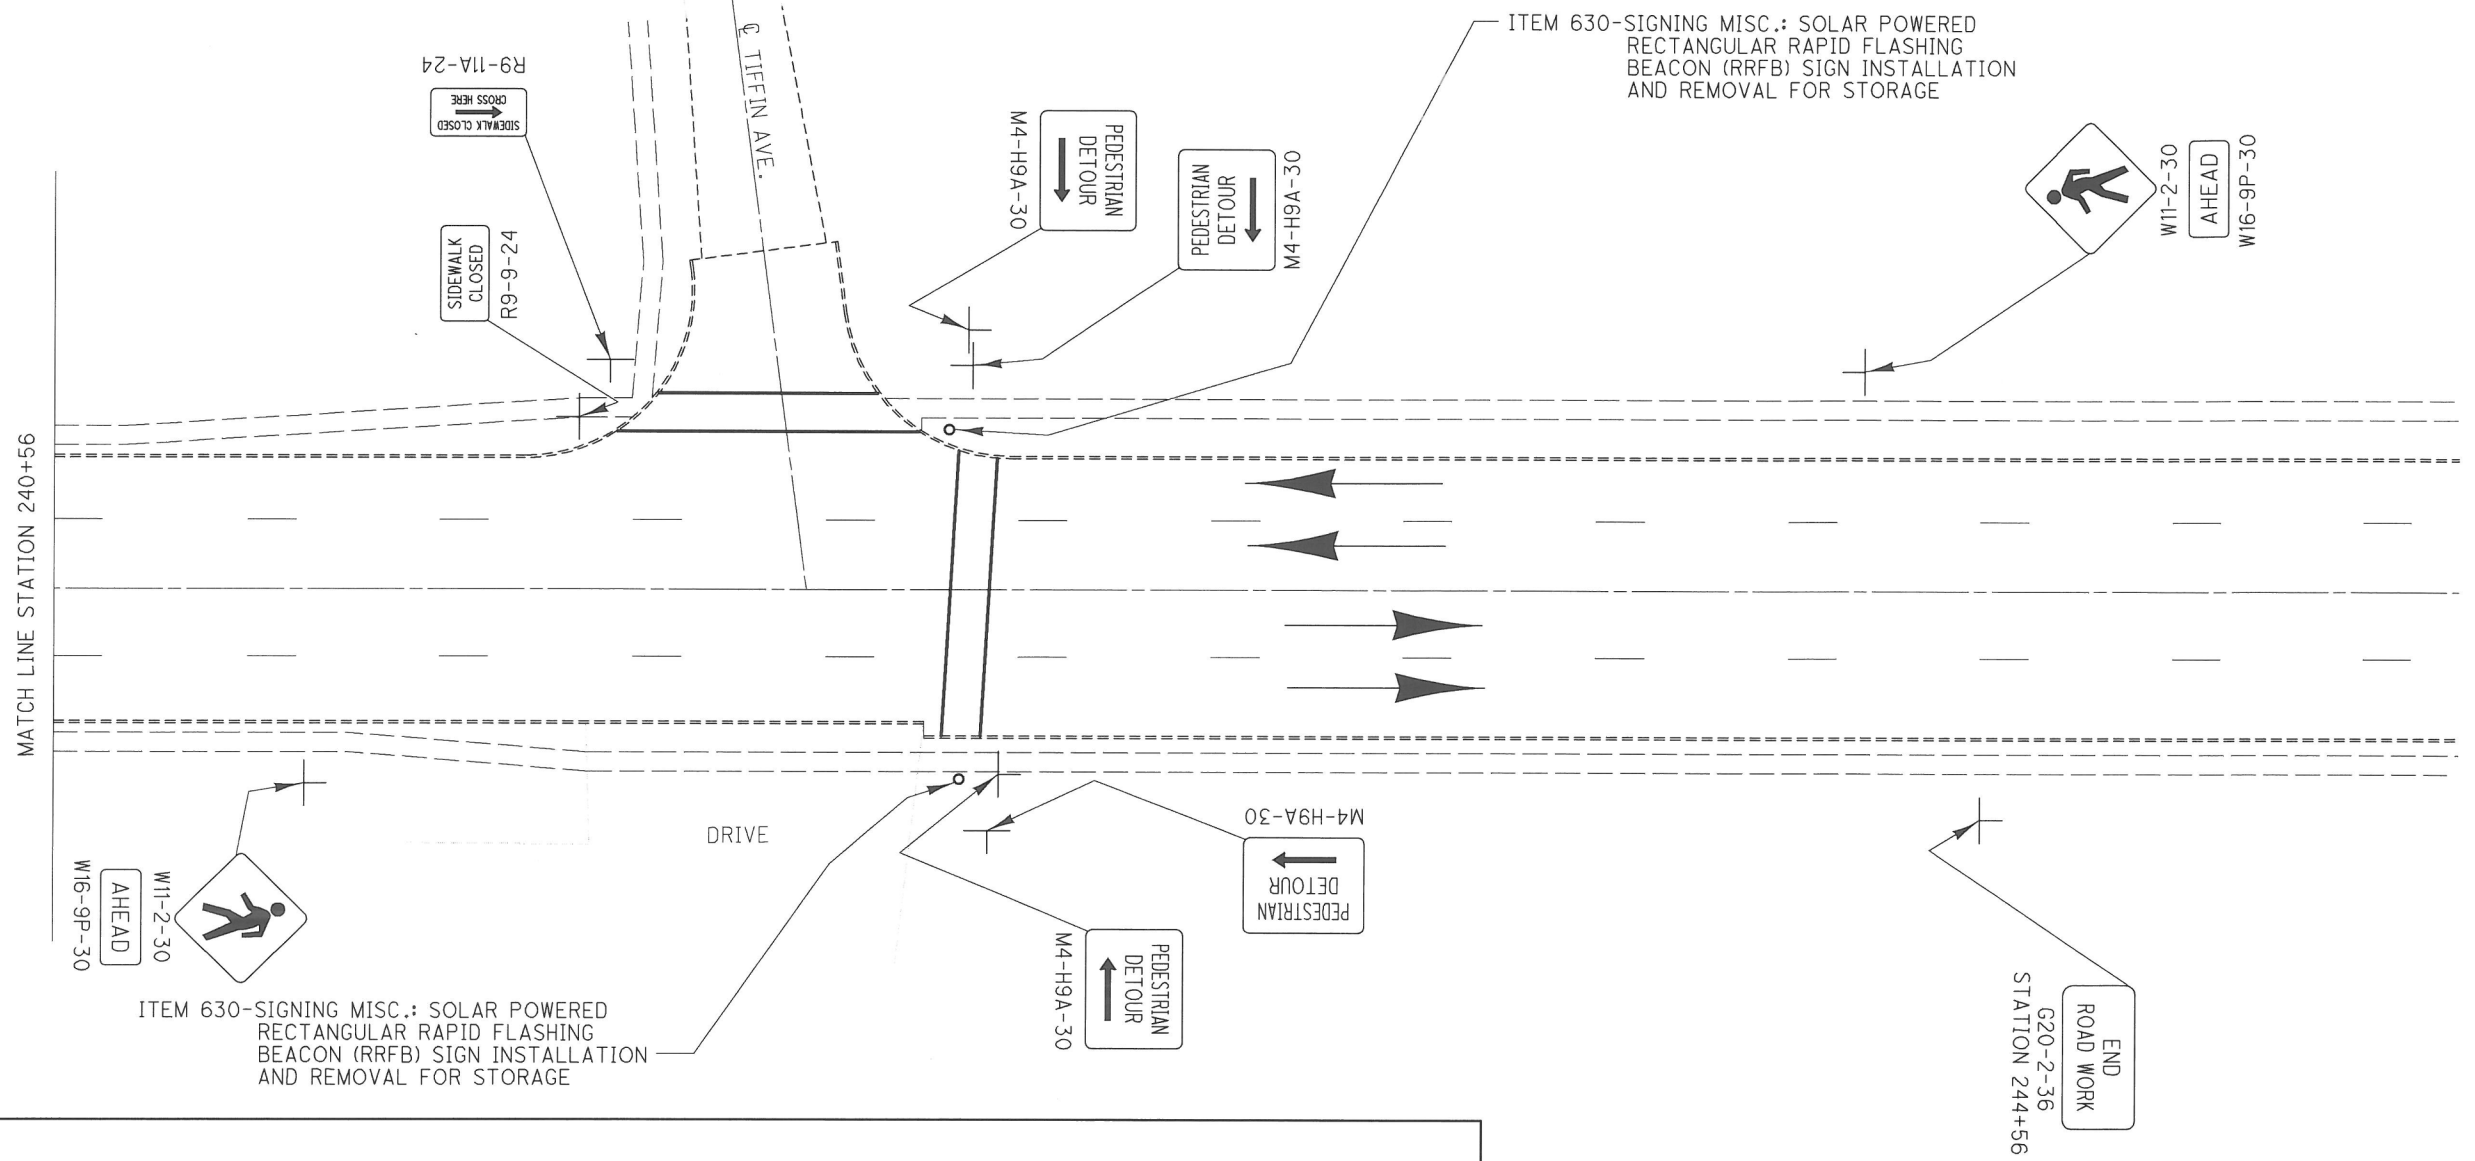 ITEM 630-SIGNING MISC.: SOLAR POWERED
RECTANGULAR RAPID FLASHING
BEACON (RRFB) SIGN INSTALLATION
AND REMOVAL FOR STORAGE
℄ TIFFIN AVE.
R9-11A-24
SIDEWALK CLOSED
CROSS HERE
SIDEWALK
CLOSED
R9-9-24
PEDESTRIAN
DETOUR
M4-H9A-30
PEDESTRIAN
DETOUR
M4-H9A-30
W11-2-30
AHEAD
W16-9P-30
MATCH LINE STATION 240+56
DRIVE
W11-2-30
AHEAD
W16-9P-30
M4-H9A-30
PEDESTRIAN
DETOUR
PEDESTRIAN
DETOUR
M4-H9A-30
END
ROAD WORK
G20-2-36
STATION 244+56
ITEM 630-SIGNING MISC.: SOLAR POWERED
RECTANGULAR RAPID FLASHING
BEACON (RRFB) SIGN INSTALLATION
AND REMOVAL FOR STORAGE